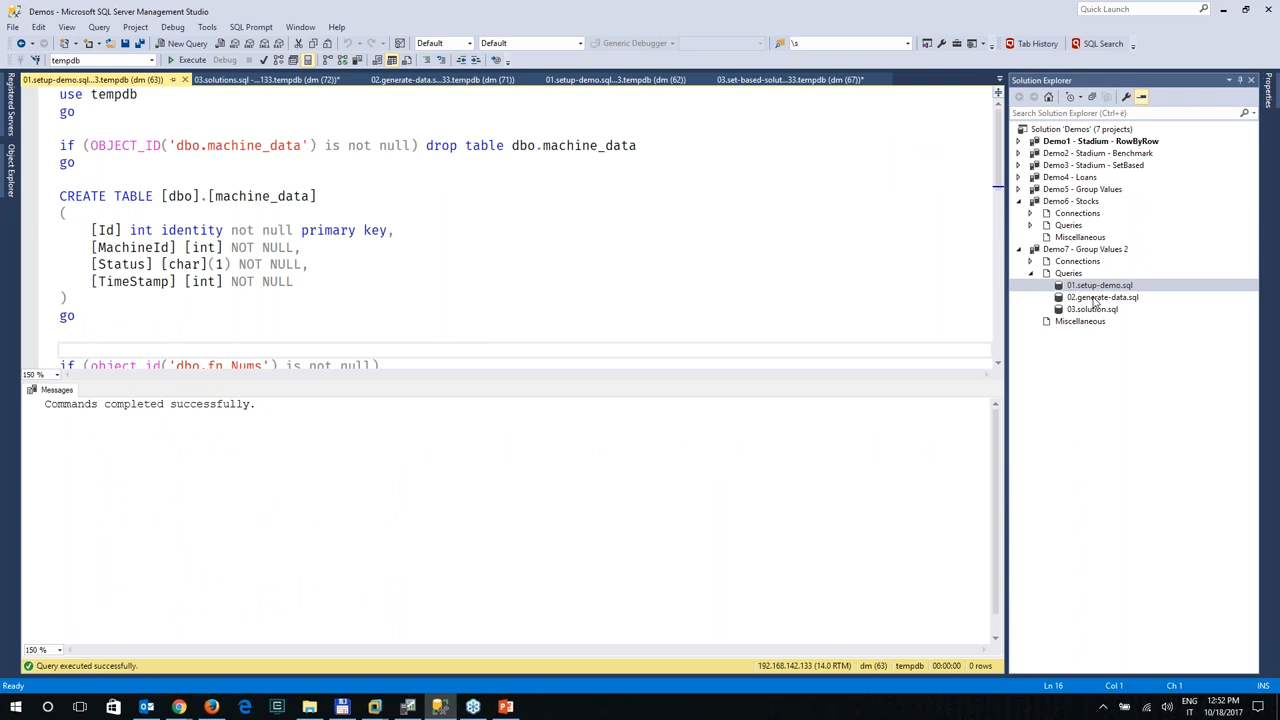 Demos - Microsoft SQL Server Management Studio
Quick Launch
File Edit View Query Project Debug Tools SQL Prompt Window Help
New Query Default Default Generic Debugger \s Tab History SQL Search
tempdb Execute Debug
01.setup-demo.sql...3.tempdb (dm (63)) 03.solutions.sql -...133.tempdb (dm (72))* 02.generate-data.s...33.tempdb (dm (71)) 01.setup-demo.sql...3.tempdb (dm (62)) 03.set-based-solut...33.tempdb (dm (67))*
Registered Servers
Object Explorer
use tempdb
go
if (OBJECT_ID('dbo.machine_data') is not null) drop table dbo.machine_data
go
CREATE TABLE [dbo].[machine_data]
(
[Id] int identity not null primary key,
[MachineId] [int] NOT NULL,
[Status] [char](1) NOT NULL,
[TimeStamp] [int] NOT NULL
)
go
if (object_id('dbo.fn_Nums') is not null)
150 %
Messages
Commands completed successfully.
150 %
Query executed successfully. 192.168.142.133 (14.0 RTM) dm (63) tempdb 00:00:00 0 rows
Solution Explorer
Search Solution Explorer (Ctrl+è)
Solution 'Demos' (7 projects)
Demo1 - Stadium - RowByRow
Demo2 - Stadium - Benchmark
Demo3 - Stadium - SetBased
Demo4 - Loans
Demo5 - Group Values
Demo6 - Stocks
Connections
Queries
Miscellaneous
Demo7 - Group Values 2
Connections
Queries
01.setup-demo.sql
02.generate-data.sql
03.solution.sql
Miscellaneous
Properties
Ready Ln 16 Col 1 Ch 1 INS
ENG 12:52 PM
IT 10/18/2017